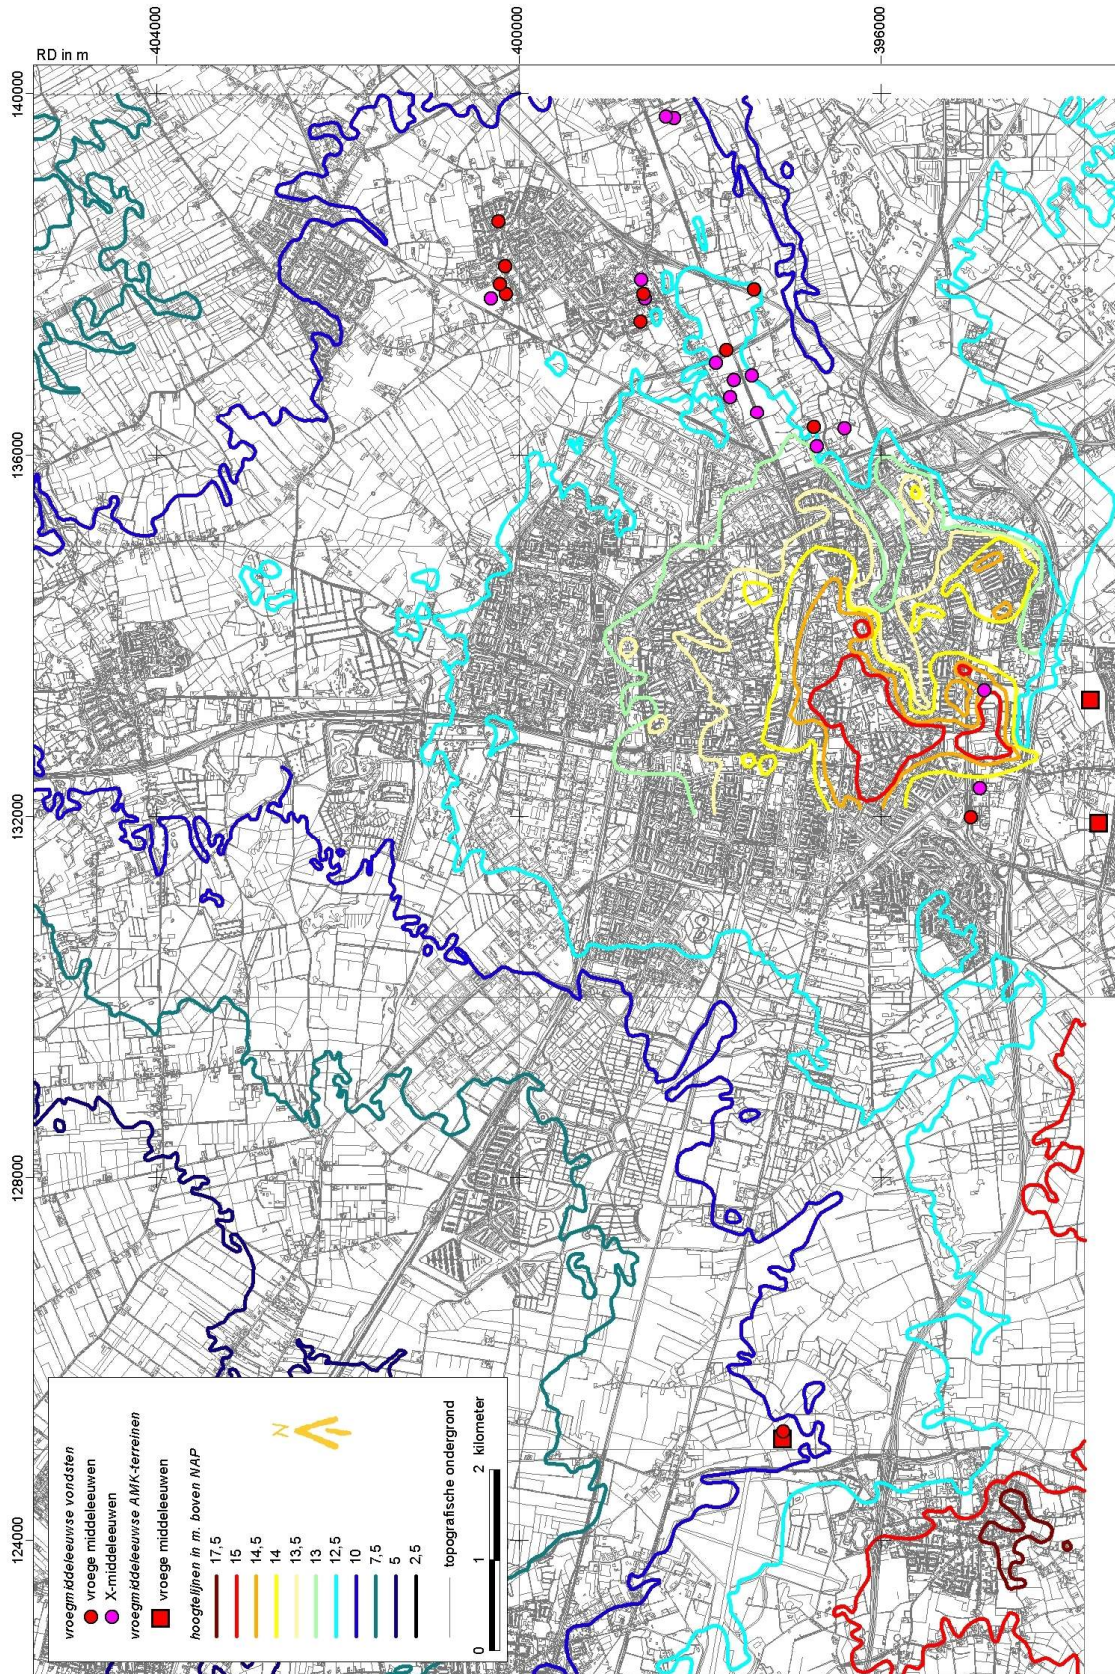 RD in m
404000
400000
396000
140000
136000
132000
128000
124000
vroegmiddeleeuwse vondsten
vroege middeleeuwen
X-middeleeuwen
vroegmiddeleeuwse AMK-terreinen
vroege middeleeuwen
hoogtelijnen in m. boven NAP
17,5
15
14,5
14
13,5
13
12,5
10
7,5
5
2,5
topografische ondergrond
0 1 2 kilometer
N